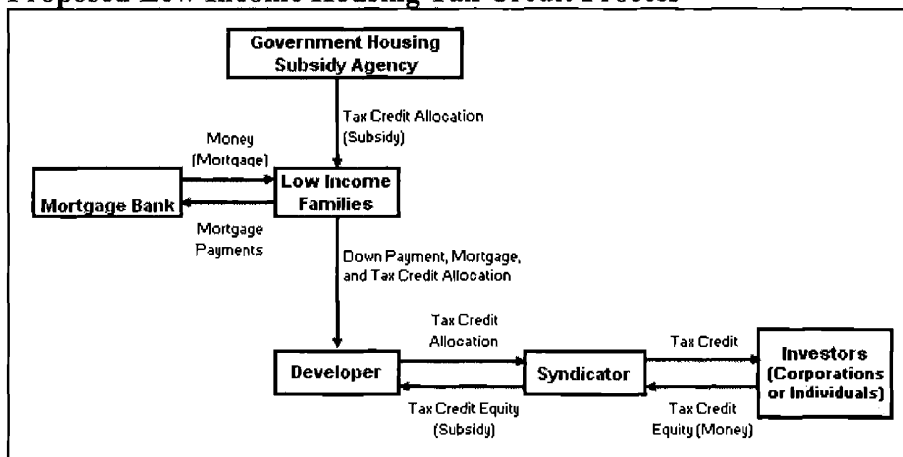 Proposed Low Income Housing Tax Credit Process
Government Housing
Subsidy Agency
Tax Credit Allocation
(Subsidy)
Money
(Mortgage)
Mortgage Bank
Low Income
Families
Mortgage
Payments
Down Payment, Mortgage,
and Tax Credit Allocation
Tax Credit
Allocation
Tax Credit
Developer
Syndicator
Investors
(Corporations
or Individuals)
Tax Credit Equity
(Subsidy)
Tax Credit
Equity (Money)